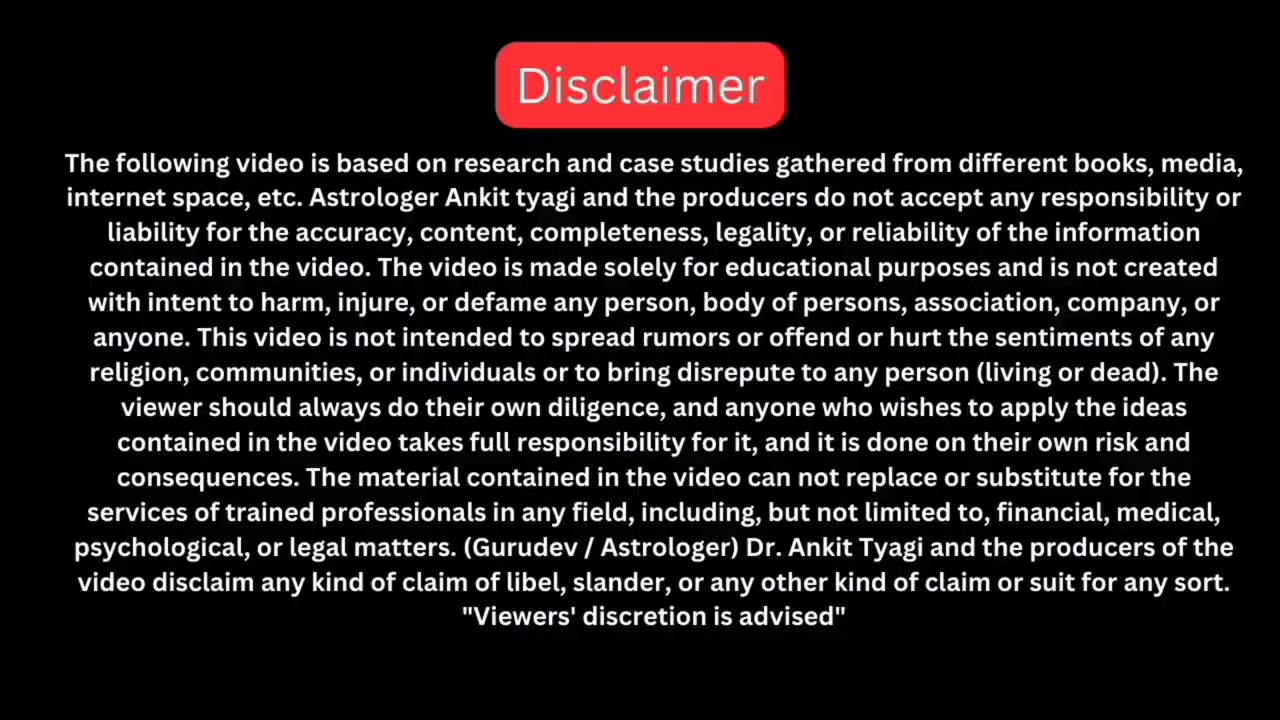 Disclaimer
The following video is based on research and case studies gathered from different books, media,
internet space, etc. Astrologer Ankit tyagi and the producers do not accept any responsibility or
liability for the accuracy, content, completeness, legality, or reliability of the information
contained in the video. The video is made solely for educational purposes and is not created
with intent to harm, injure, or defame any person, body of persons, association, company, or
anyone. This video is not intended to spread rumors or offend or hurt the sentiments of any
religion, communities, or individuals or to bring disrepute to any person (living or dead). The
viewer should always do their own diligence, and anyone who wishes to apply the ideas
contained in the video takes full responsibility for it, and it is done on their own risk and
consequences. The material contained in the video can not replace or substitute for the
services of trained professionals in any field, including, but not limited to, financial, medical,
psychological, or legal matters. (Gurudev / Astrologer) Dr. Ankit Tyagi and the producers of the
video disclaim any kind of claim of libel, slander, or any other kind of claim or suit for any sort.
"Viewers' discretion is advised"